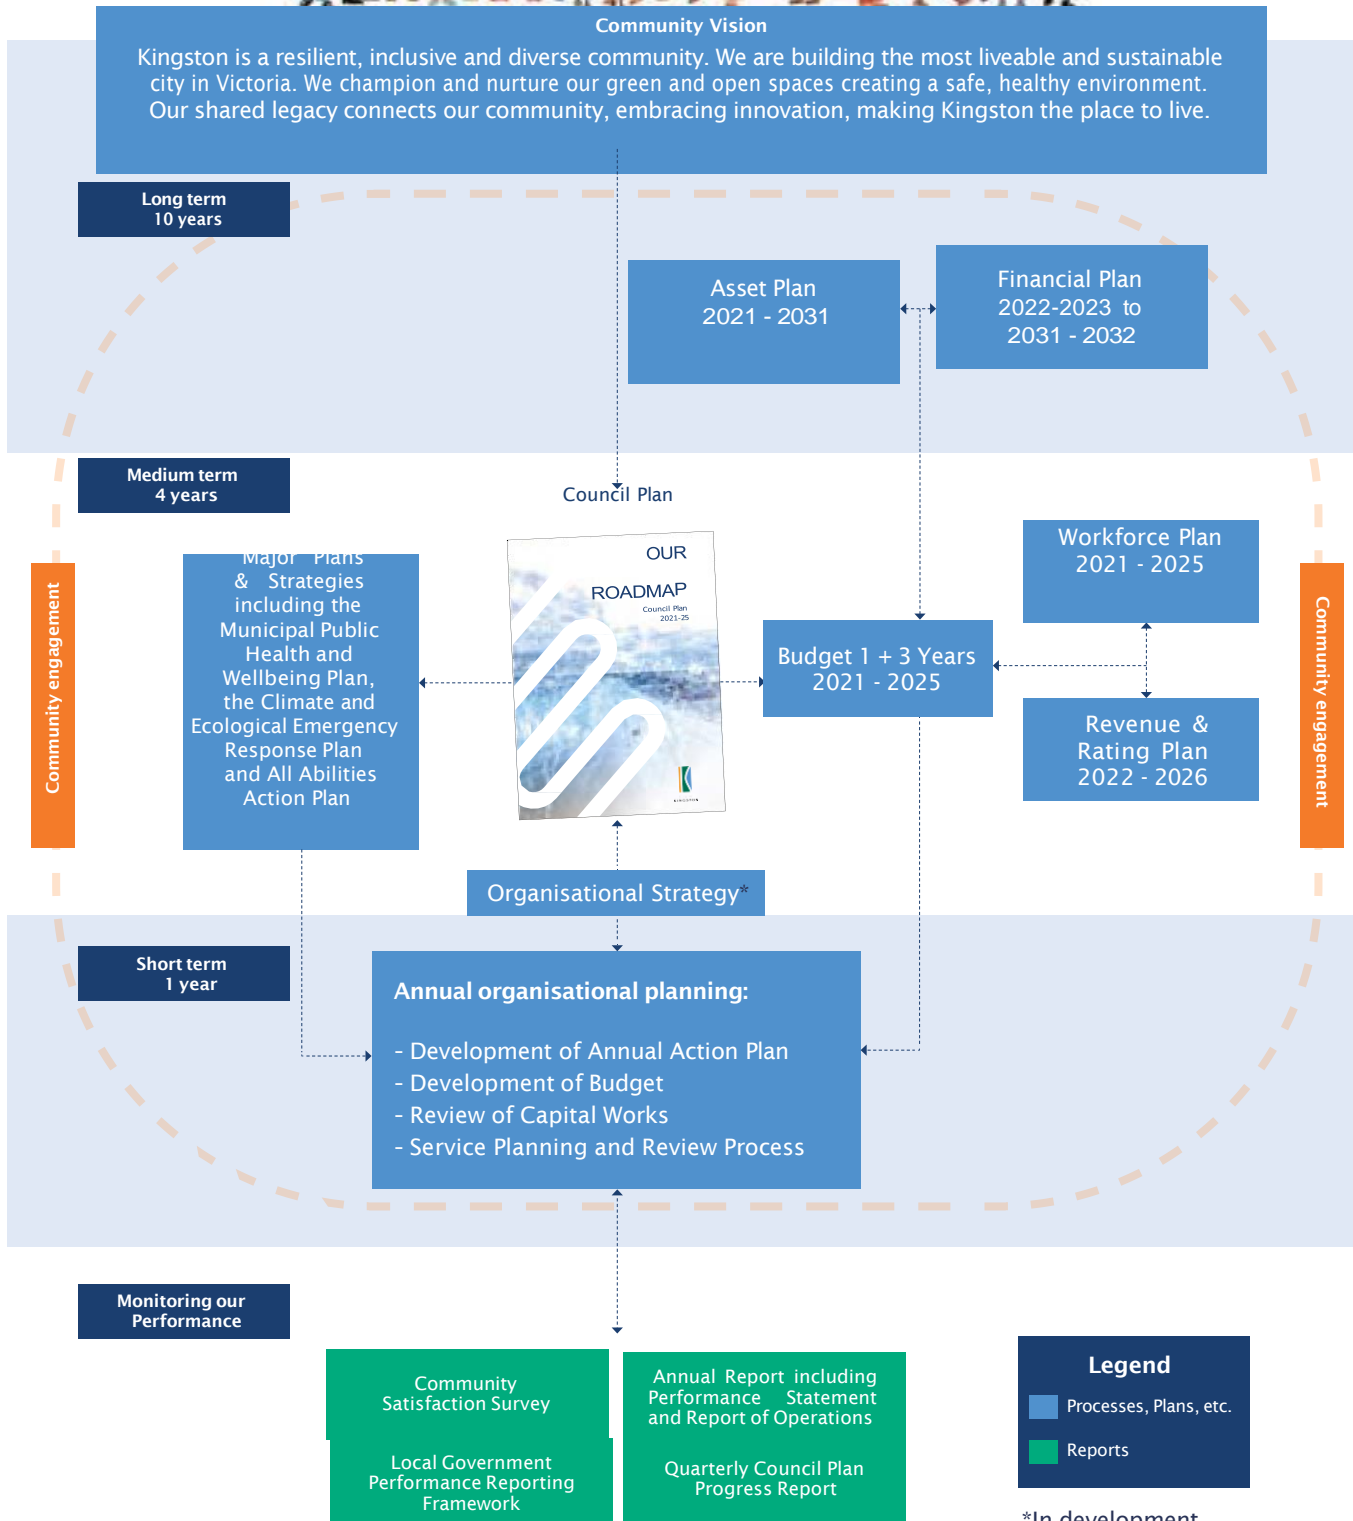 Community Vision
Kingston is a resilient, inclusive and diverse community. We are building the most liveable and sustainable
city in Victoria. We champion and nurture our green and open spaces creating a safe, healthy environment.
Our shared legacy connects our community, embracing innovation, making Kingston the place to live.
Long term
10 years
Asset Plan
2021 - 2031
Financial Plan
2022-2023 to
2031 - 2032
Medium term
4 years
Council Plan
Community engagement
Major Plans
& Strategies
including the
Municipal Public
Health and
Wellbeing Plan,
the Climate and
Ecological Emergency
Response Plan
and All Abilities
Action Plan
OUR
ROADMAP
Council Plan
2021-25
KINGSTON
Budget 1 + 3 Years
2021 - 2025
Workforce Plan
2021 - 2025
Revenue &
Rating Plan
2022 - 2026
Community engagement
Organisational Strategy*
Short term
1 year
Annual organisational planning:
- Development of Annual Action Plan
- Development of Budget
- Review of Capital Works
- Service Planning and Review Process
Monitoring our
Performance
Community
Satisfaction Survey
Annual Report including
Performance Statement
and Report of Operations
Local Government
Performance Reporting
Framework
Quarterly Council Plan
Progress Report
Legend
Processes, Plans, etc.
Reports
*In development